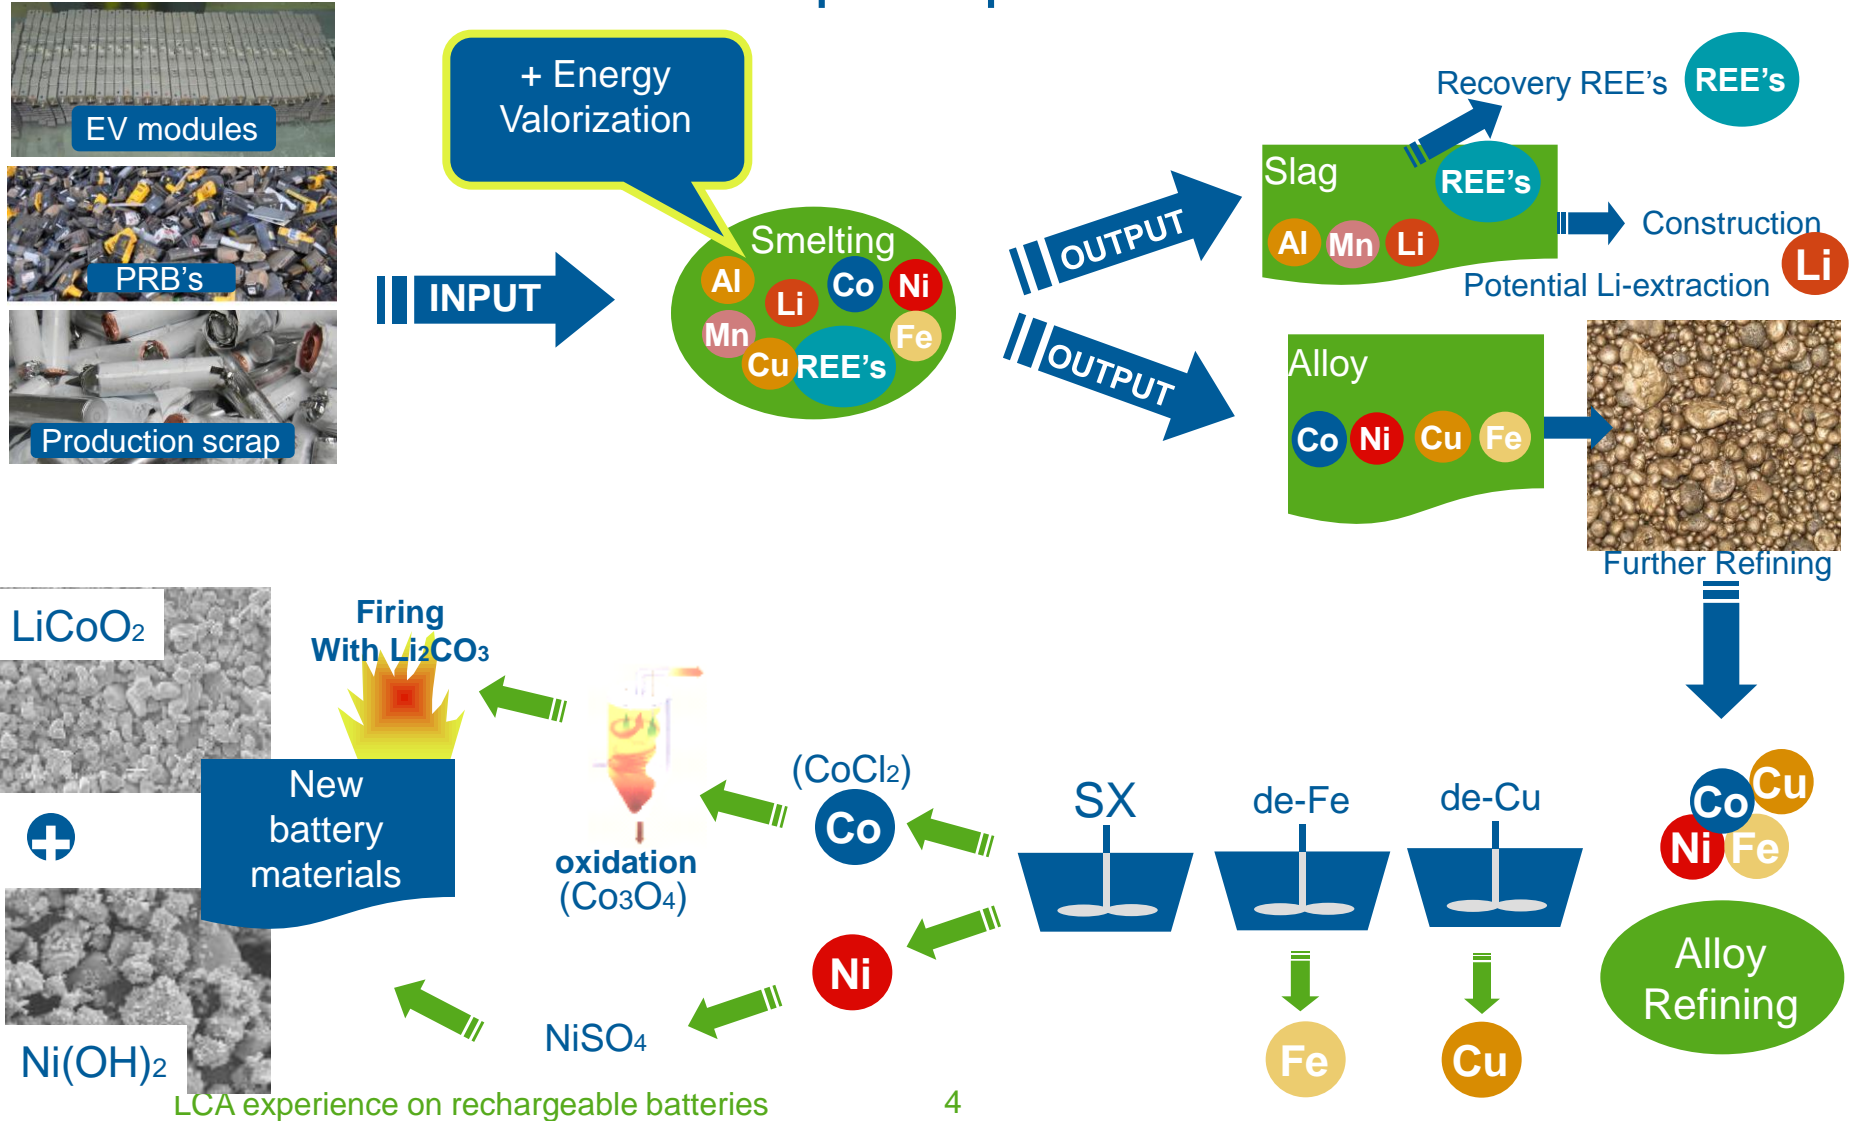 EV modules
PRB's
Production scrap
INPUT
+ Energy
Valorization
Smelting
Al
Li
Co
Ni
Mn
Fe
Cu
REE's
OUTPUT
OUTPUT
Recovery REE's
REE's
Slag
REE's
Al
Mn
Li
Construction
Potential Li-extraction
Li
Alloy
Co
Ni
Cu
Fe
Further Refining
Cu
Co
Ni
Fe
Alloy
Refining
de-Cu
Cu
de-Fe
Fe
SX
(CoCl2)
Co
Ni
NiSO4
oxidation
(Co3O4)
Firing
With Li2CO3
New
battery
materials
LiCoO2
+
Ni(OH)2
LCA experience on rechargeable batteries
4